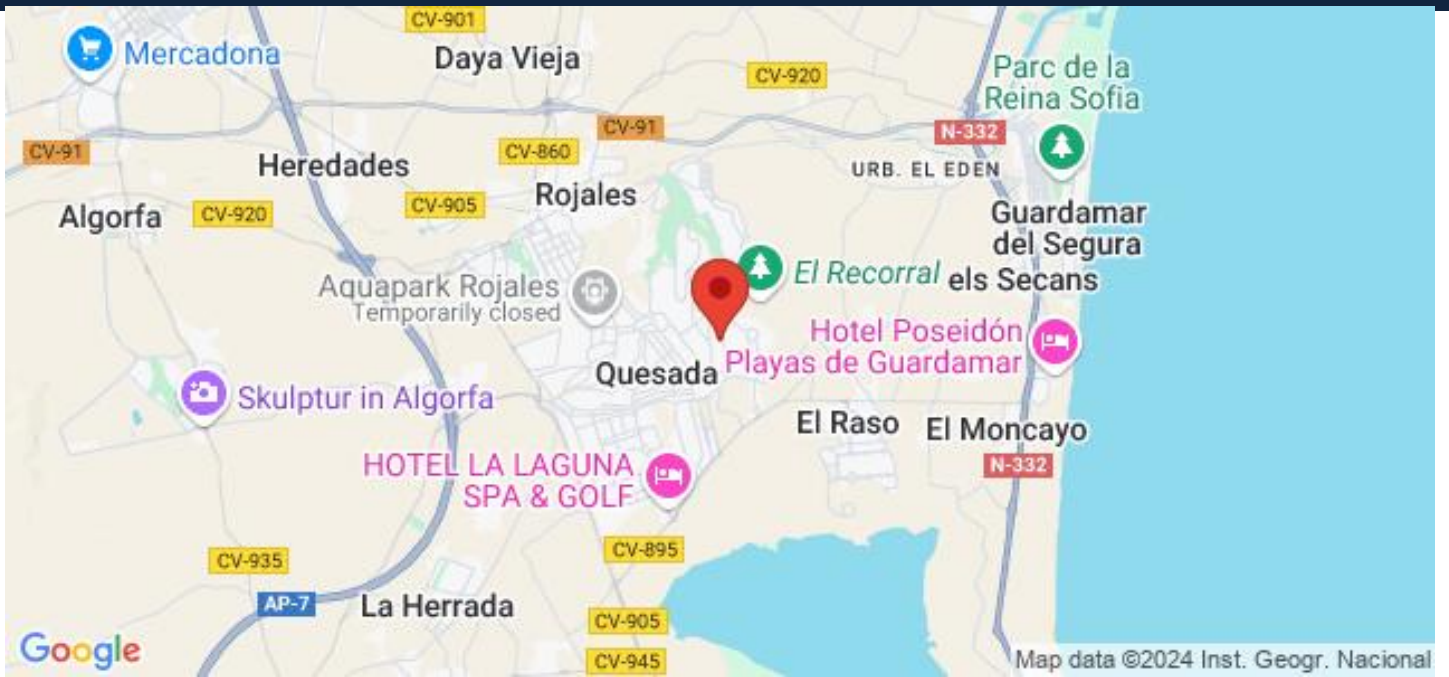 CV-901
Mercadona
Daya Vieja
CV-920
Parc de la
Reina Sofia
CV-91
N-332
CV-91
CV-860
Heredades
URB. EL EDEN
Rojales
CV-905
Algorfa
CV-920
Guardamar
del Segura
El Recorral
els Secans
Aquapark Rojales
Temporarily closed
Hotel Poseidón
Playas de Guardamar
Quesada
Skulptur in Algorfa
El Raso
El Moncayo
HOTEL LA LAGUNA
SPA & GOLF
N-332
CV-895
CV-935
AP-7
La Herrada
CV-905
Google
CV-945
Map data ©2024 Inst. Geogr. Nacional